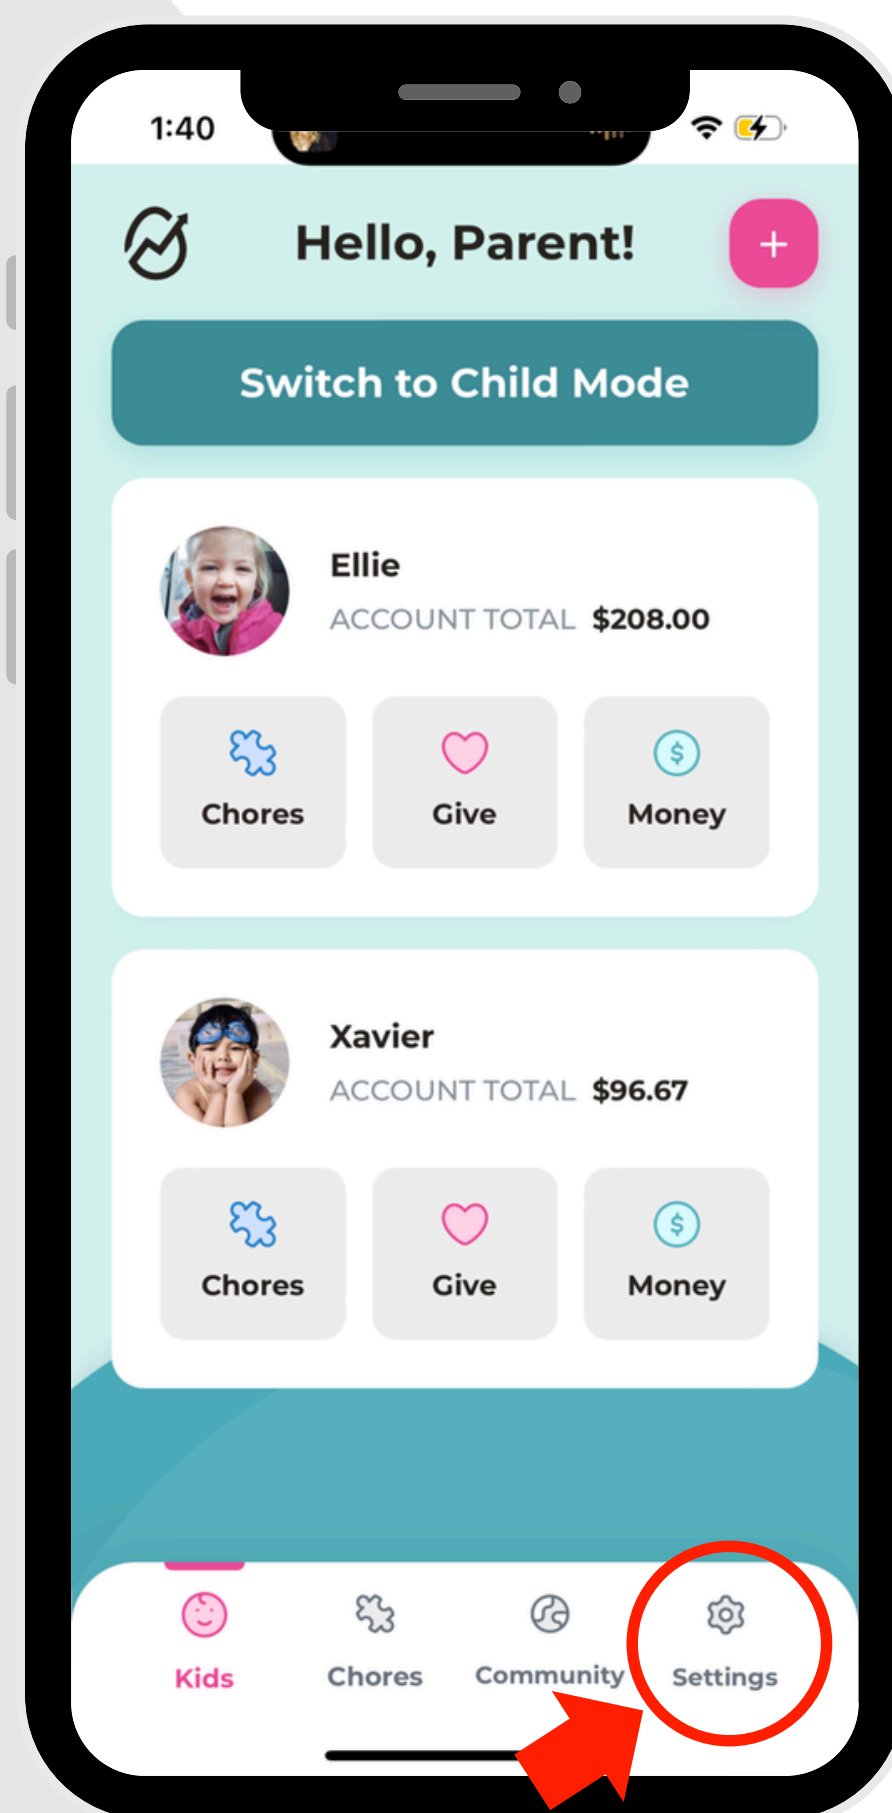 1:40
Hello, Parent!
+
Switch to Child Mode
Ellie
ACCOUNT TOTAL $208.00
$
Chores Give Money
Xavier
ACCOUNT TOTAL $96.67
$
Chores Give Money
Kids Chores Community Settings